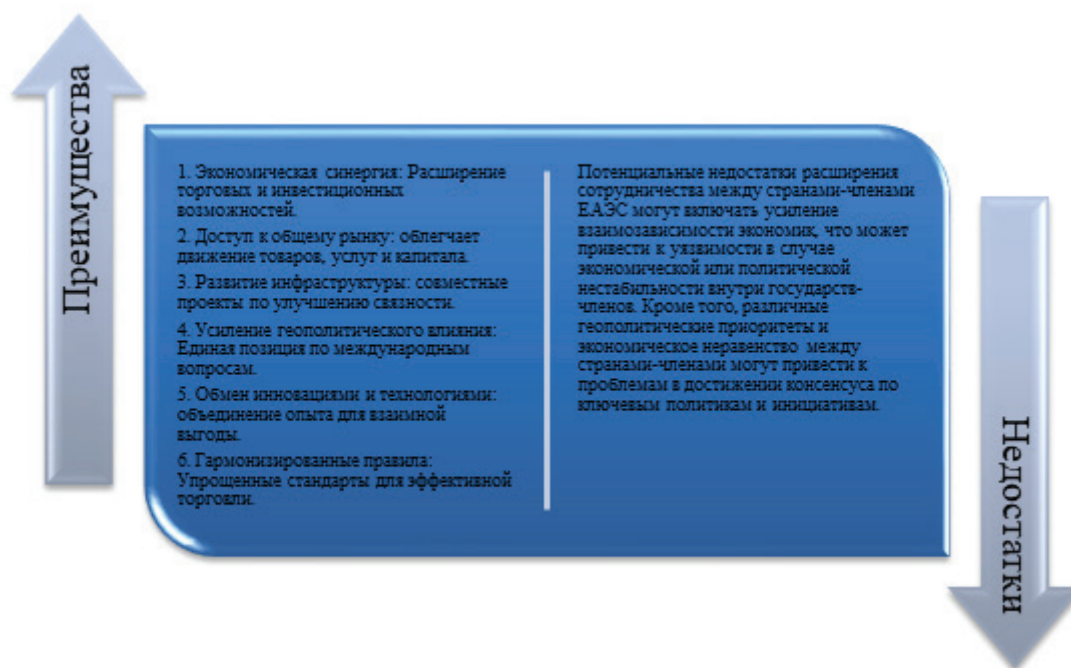 Преимущества
1. Экономическая синергия: Расширение
торговых и инвестиционных
возможностей.
2. Доступ к общему рынку: облегчает
движение товаров, услуг и капитала.
3. Развитие инфраструктуры: совместные
проекты по улучшению связности.
4. Усиление геополитического влияния:
Единая позиция по международным
вопросам.
5. Обмен инновациями и технологиями:
объединение опыта для взаимной
выгоды.
6. Гармонизированные правила:
Упрощенные стандарты для эффективной
торговли.
Потенциальные недостатки расширения
сотрудничества между странами-членами
ЕАЭС могут включать усиление
взаимозависимости экономик, что может
привести к уязвимости в случае
экономической или политической
нестабильности внутри государств-
членов. Кроме того, различные
геополитические приоритеты и
экономическое неравенство между
странами-членами могут привести к
проблемам в достижении консенсуса по
ключевым политикам и инициативам.
Недостатки